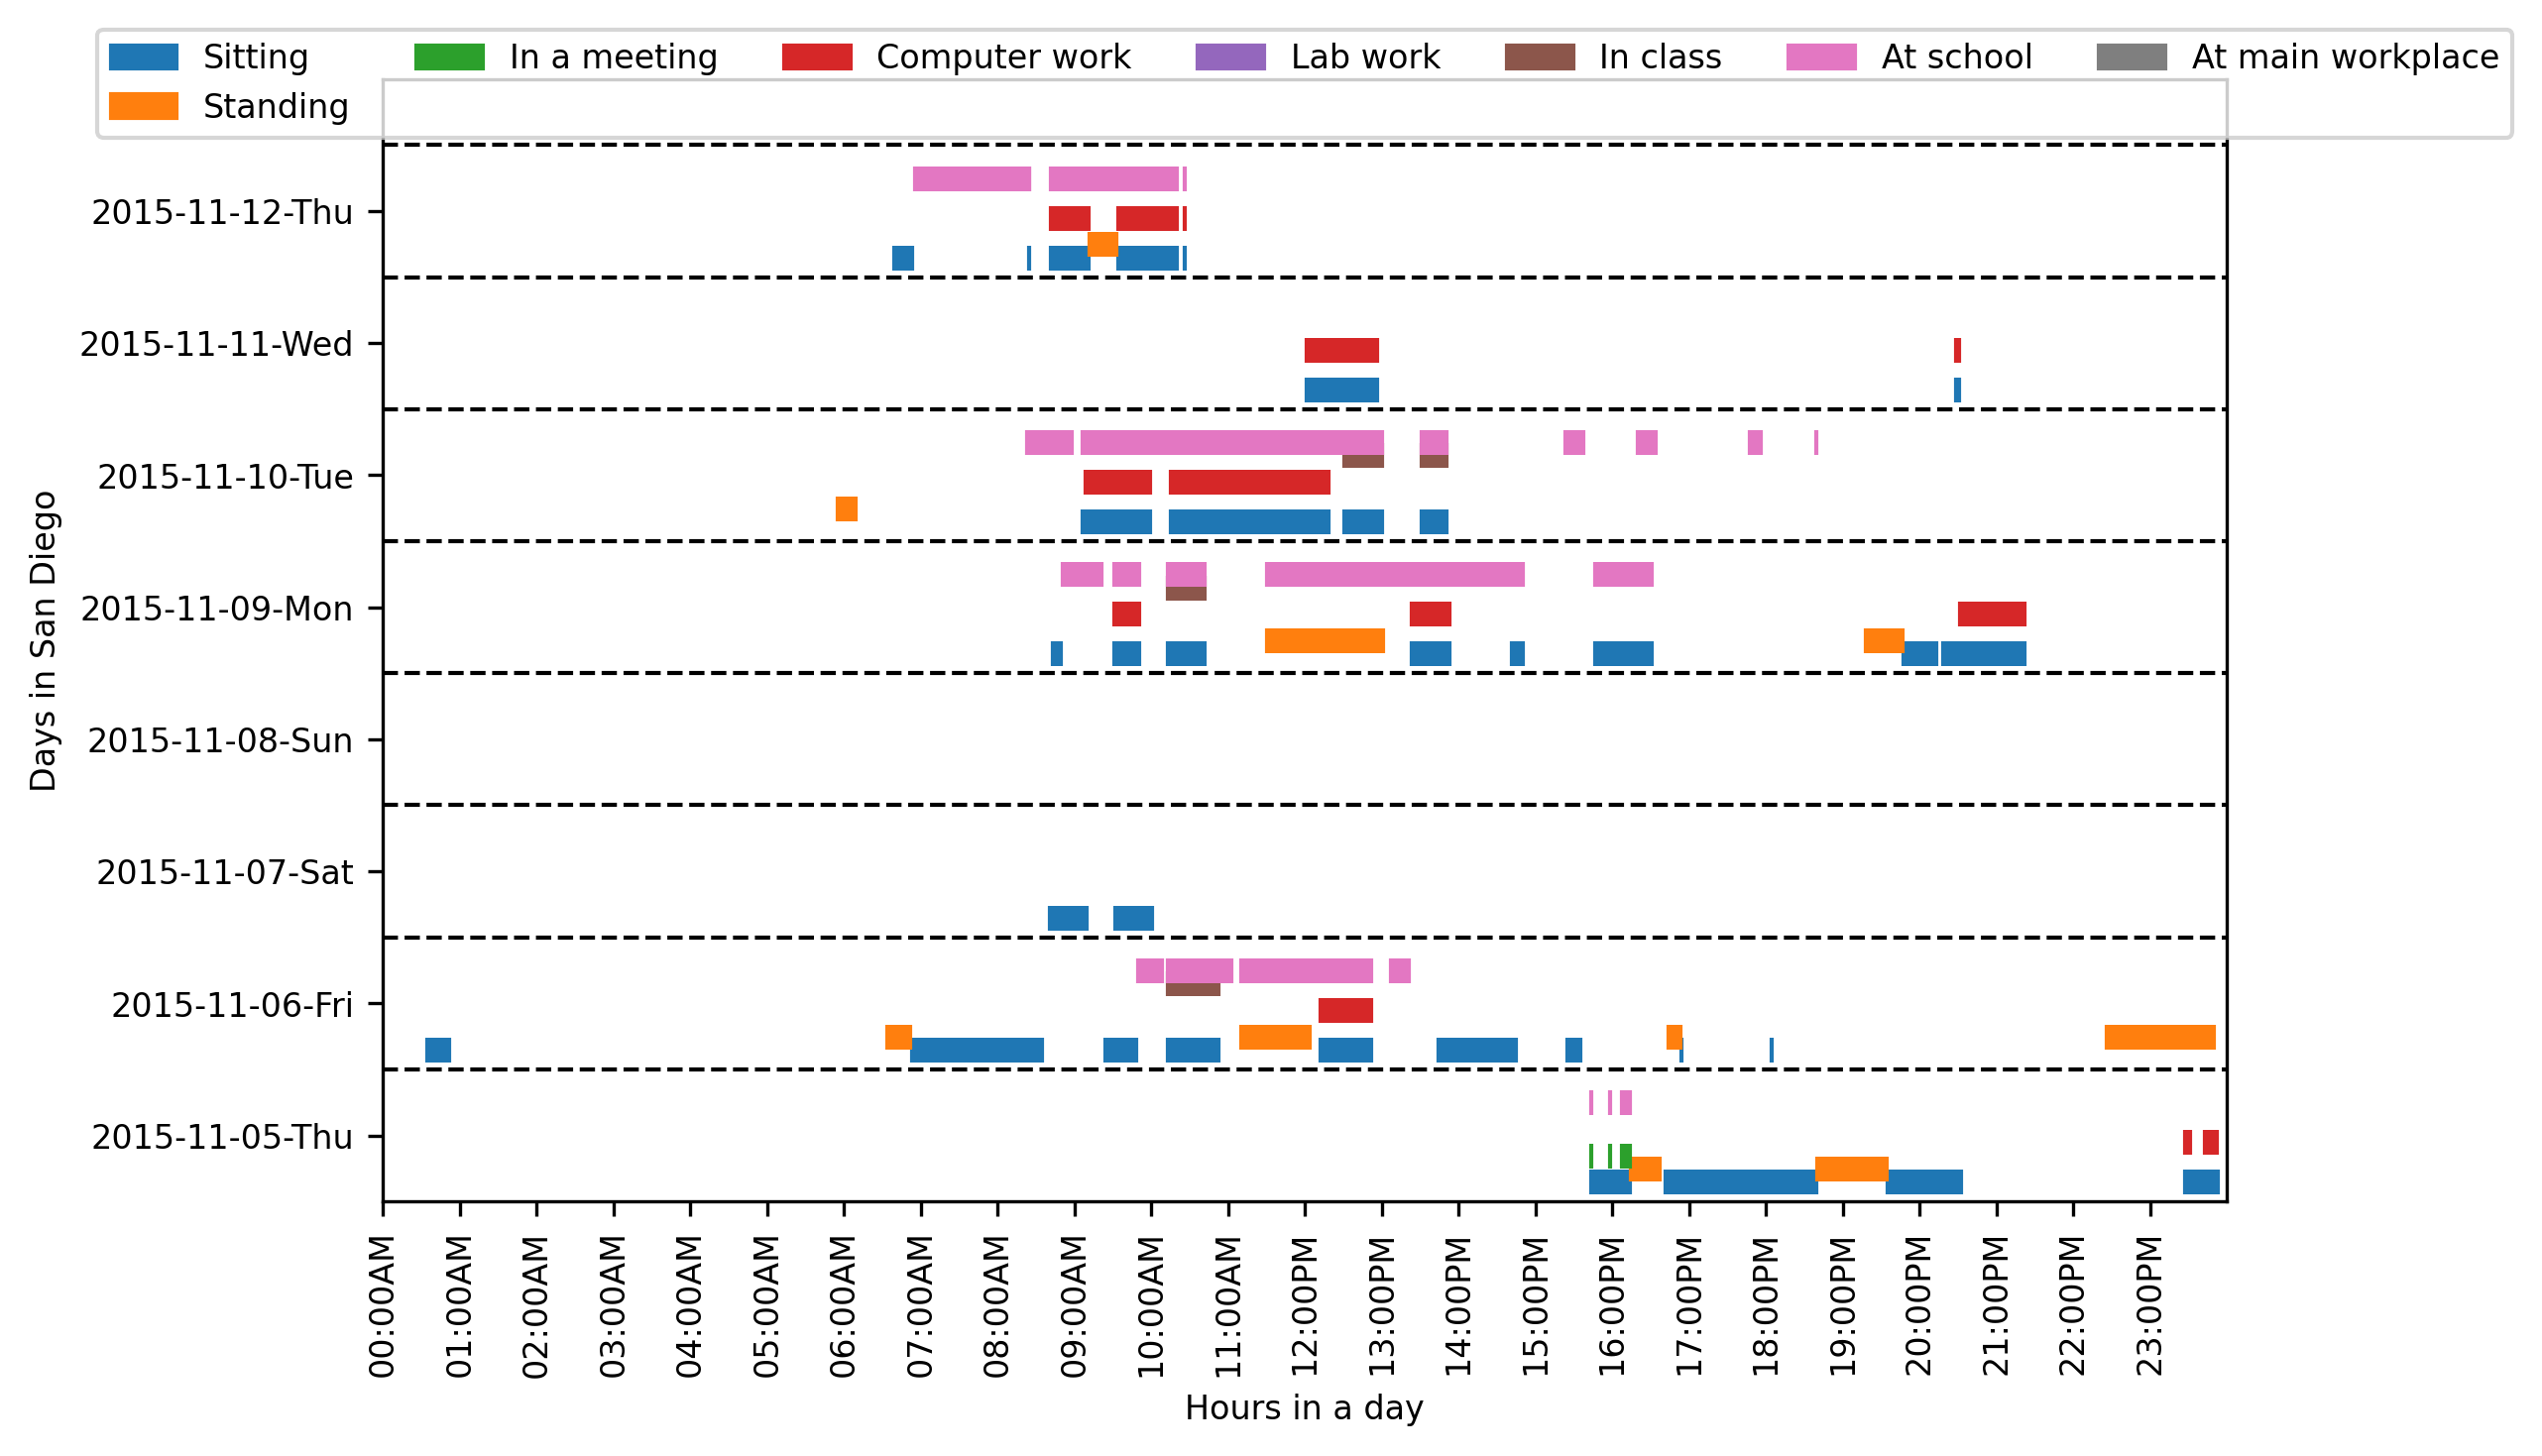 Sitting In a meeting Computer work Lab work In class At school At main workplace
Standing
Days in San Diego
2015-11-12-Thu
2015-11-11-Wed
2015-11-10-Tue
2015-11-09-Mon
2015-11-08-Sun
2015-11-07-Sat
2015-11-06-Fri
2015-11-05-Thu
00:00AM
01:00AM
02:00AM
03:00AM
04:00AM
05:00AM
06:00AM
07:00AM
08:00AM
09:00AM
10:00AM
11:00AM
12:00PM
13:00PM
14:00PM
15:00PM
16:00PM
17:00PM
18:00PM
19:00PM
20:00PM
21:00PM
22:00PM
23:00PM
Hours in a day